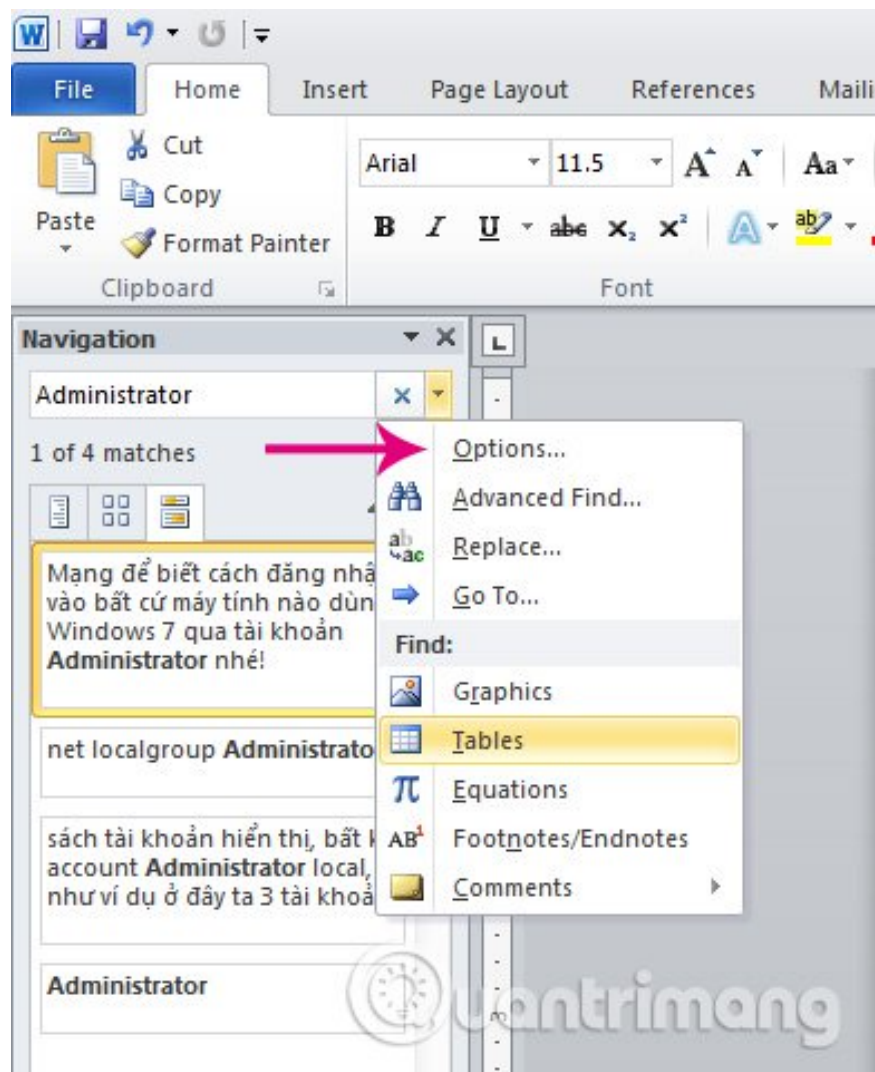 File Home Insert Page Layout References Maili
Cut
Copy
Paste
Format Painter
Clipboard
Arial 11.5 A A Aa
B I U abc X₂ X² A ab
Font
Navigation
Administrator
1 of 4 matches
Options...
Advanced Find...
Replace...
Go To...
Find:
Graphics
Tables
Equations
Footnotes/Endnotes
Comments
Mạng để biết cách đăng nhậ
vào bất cứ máy tính nào dùn
Windows 7 qua tài khoản
Administrator nhé!
net localgroup Administrato
sách tài khoản hiển thị, bất k
account Administrator local,
như ví dụ ở đây ta 3 tài khoả
Administrator
Quantrimang